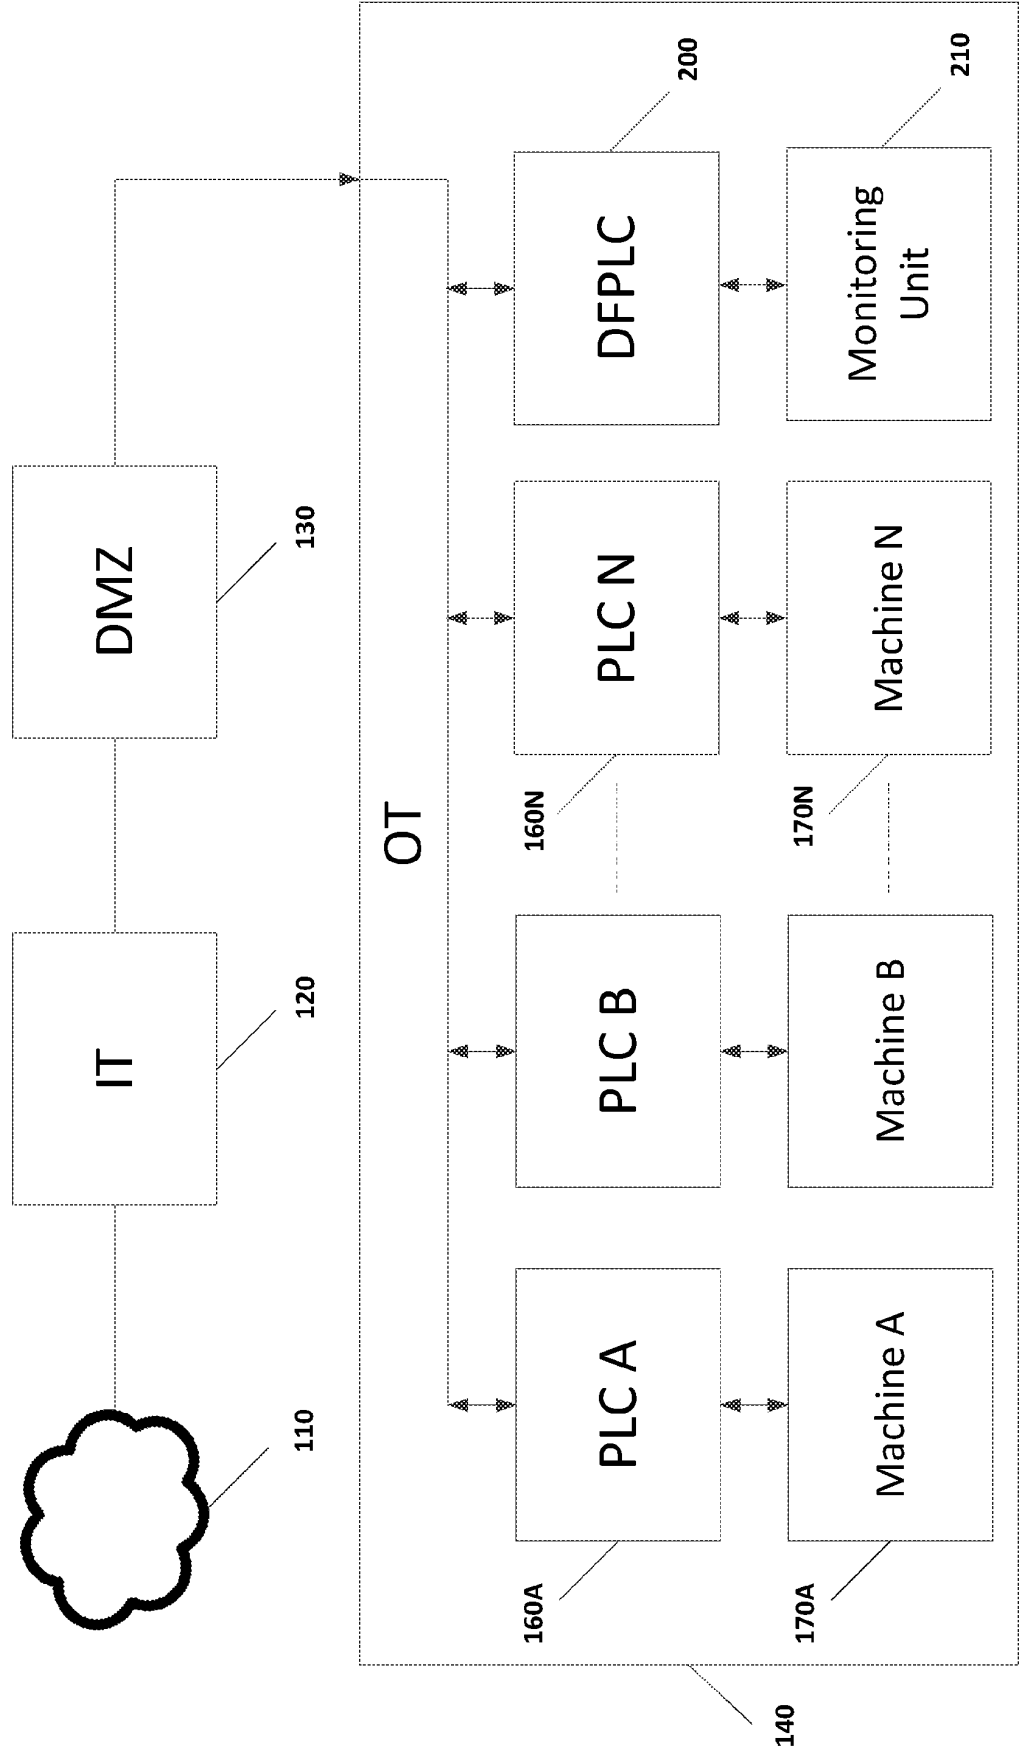 IT
DMZ
110
120
130
OT
PLC A
PLC B
PLC N
DFPLC
160A
160N
200
Machine A
Machine B
Machine N
Monitoring
Unit
170A
170N
210
140